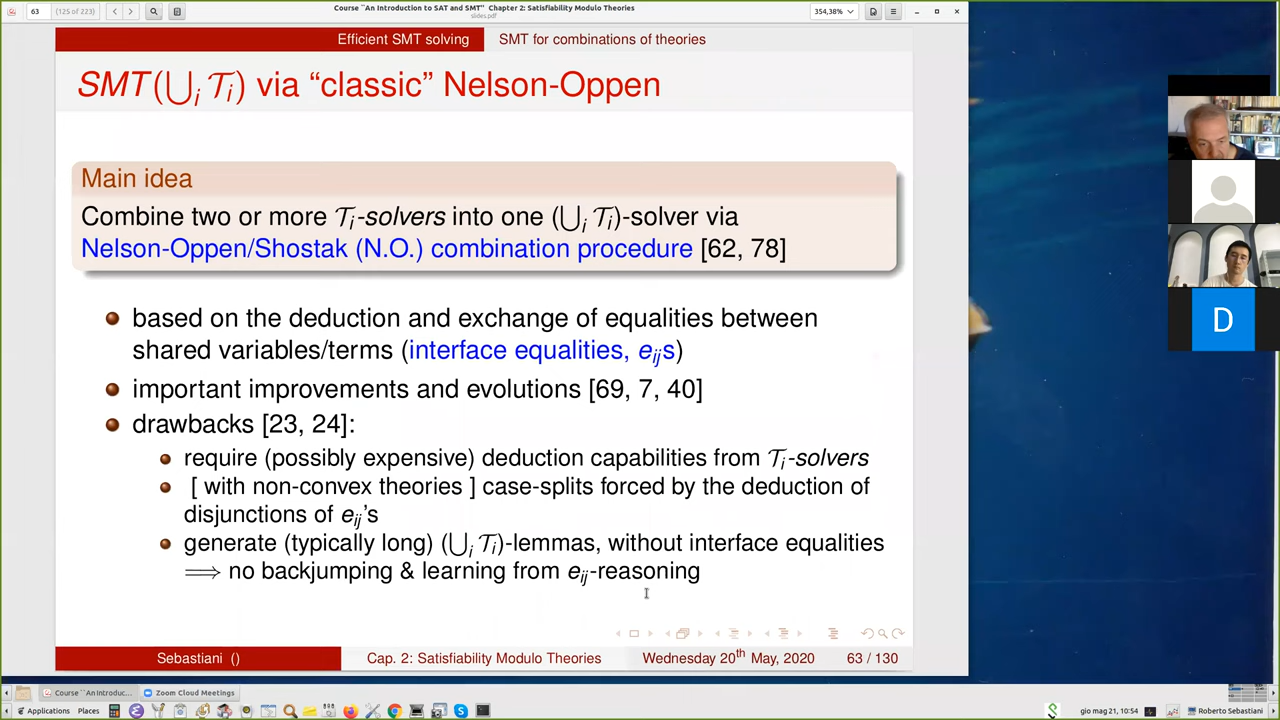 Course ``An Introduction to SAT and SMT'' Chapter 2: Satisfiability Modulo Theories
slides.pdf
63 (125 of 223) 354,38%
Efficient SMT solving SMT for combinations of theories
SMT(⋃ᵢ 𝒯ᵢ) via “classic” Nelson-Oppen
Main idea
Combine two or more 𝒯ᵢ-solvers into one (⋃ᵢ 𝒯ᵢ)-solver via
Nelson-Oppen/Shostak (N.O.) combination procedure [62, 78]
based on the deduction and exchange of equalities between
shared variables/terms (interface equalities, eᵢⱼs)
important improvements and evolutions [69, 7, 40]
drawbacks [23, 24]:
require (possibly expensive) deduction capabilities from 𝒯ᵢ-solvers
[ with non-convex theories ] case-splits forced by the deduction of
disjunctions of eᵢⱼ's
generate (typically long) (⋃ᵢ 𝒯ᵢ)-lemmas, without interface equalities
⟹ no backjumping & learning from eᵢⱼ-reasoning
D
Sebastiani () Cap. 2: Satisfiability Modulo Theories Wednesday 20th May, 2020 63 / 130
Course ``An Introduc... Zoom Cloud Meetings
Applications Places gio mag 21, 10:54 Roberto Sebastiani